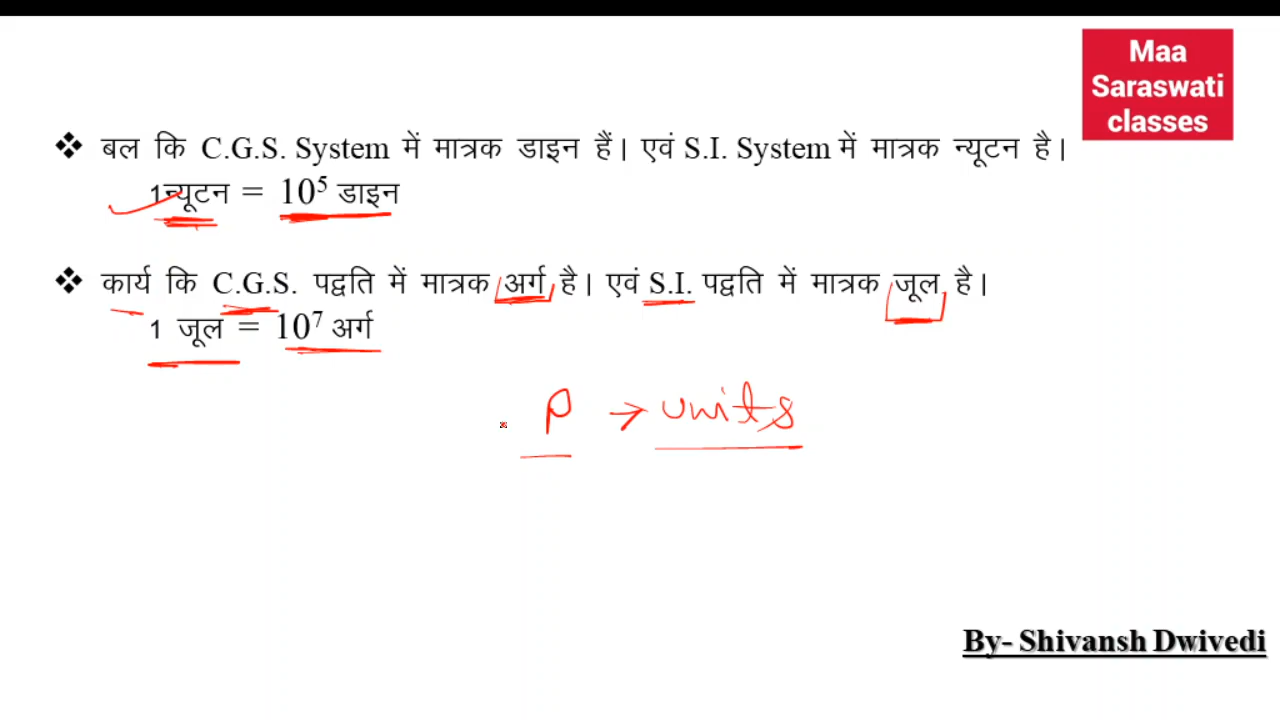 Maa
Saraswati
classes
❖ बल कि C.G.S. System में मात्रक डाइन हैं। एवं S.I. System में मात्रक न्यूटन है।
1न्यूटन = 10⁵ डाइन
❖ कार्य कि C.G.S. पद्वति में मात्रक अर्ग है। एवं S.I. पद्वति में मात्रक जूल है।
1 जूल = 10⁷ अर्ग
P → units
By- Shivansh Dwivedi